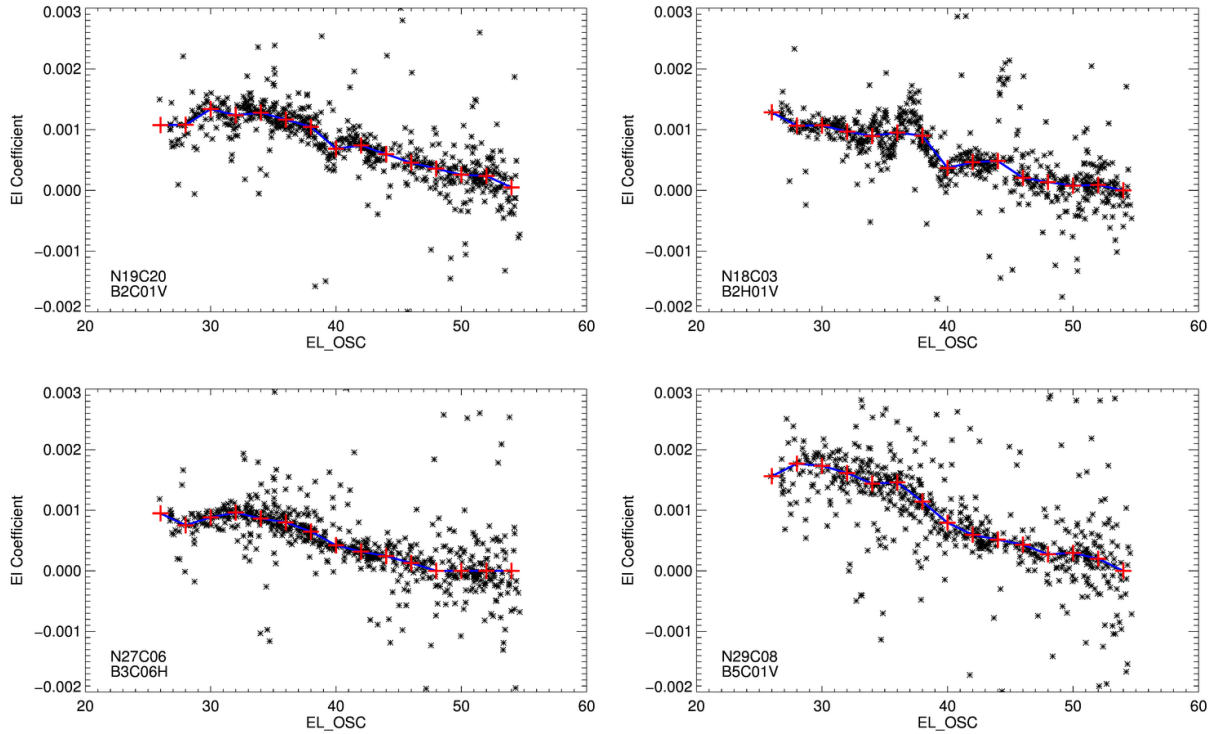 0.003
0.002
0.001
0.000
−0.001
−0.002
EI Coefficient
N19C20
B2C01V
20 30 40 50 60
EL_OSC
0.003
0.002
0.001
0.000
−0.001
−0.002
EI Coefficient
N18C03
B2H01V
20 30 40 50 60
EL_OSC
0.003
0.002
0.001
0.000
−0.001
−0.002
EI Coefficient
N27C06
B3C06H
20 30 40 50 60
EL_OSC
0.003
0.002
0.001
0.000
−0.001
−0.002
EI Coefficient
N29C08
B5C01V
20 30 40 50 60
EL_OSC